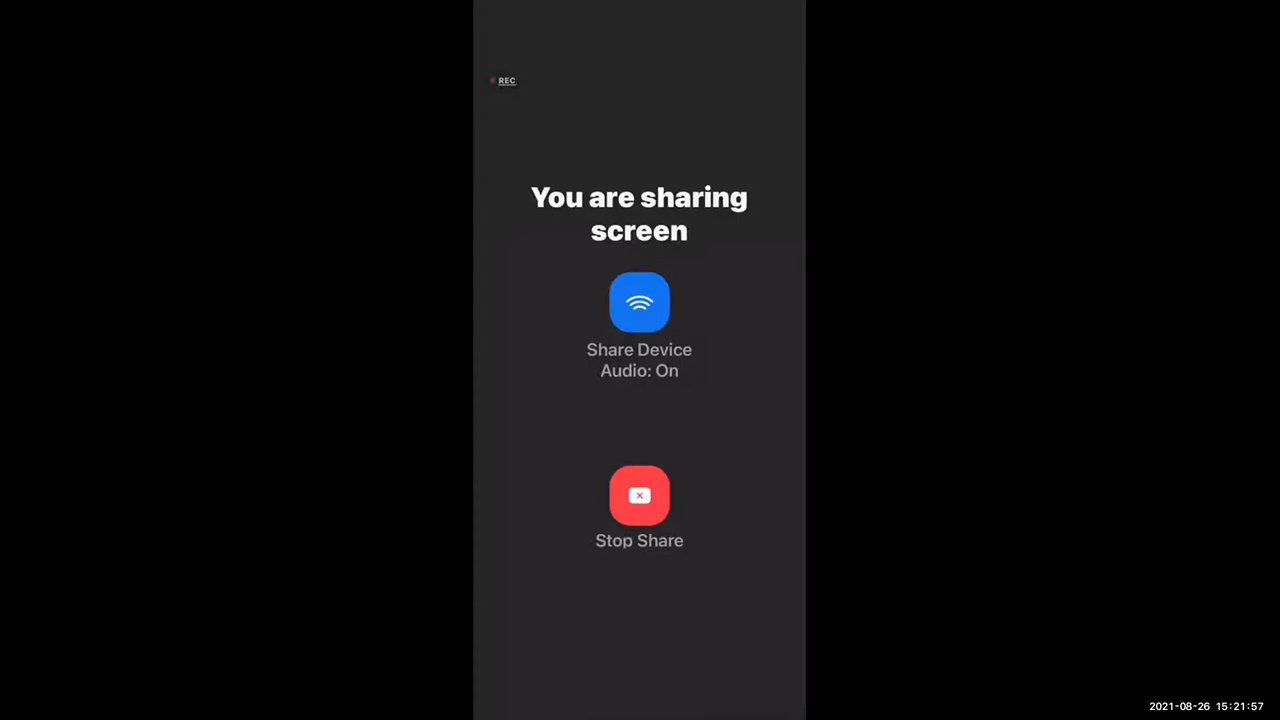 REC
You are sharing
screen
Share Device
Audio: On
Stop Share
2021-08-26 15:21:57